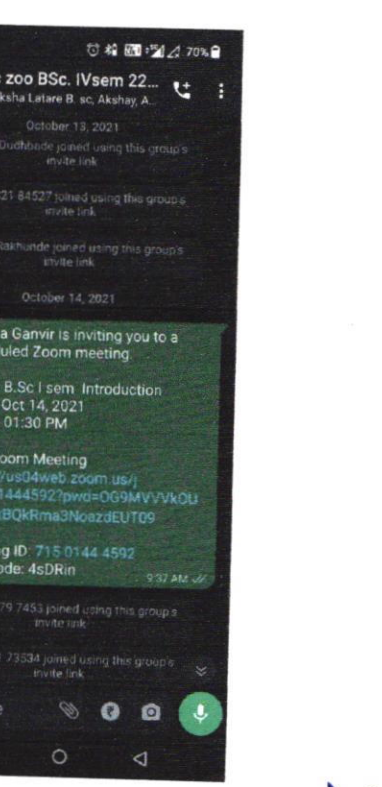 70%
zoo BSc. IVsem 22...
ksha Latare B. sc, Akshay, A..
October 13, 2021
Dudhbade joined using this group's
invite link
21 84527 joined using this group's
invite link
Rakhunde joined using this group's
invite link
October 14, 2021
a Ganvir is inviting you to a
uled Zoom meeting.
B.Sc I sem Introduction
Oct 14, 2021
01:30 PM
oom Meeting
//us04web.zoom.us/j
1444592?pwd=OG9MVVVkOU
BQkRma3NoazdEUT09
g ID: 715 0144 4592
ode: 4sDRin
9:37 AM
79 7453 joined using this group's
invite link
73534 joined using this group's
invite link